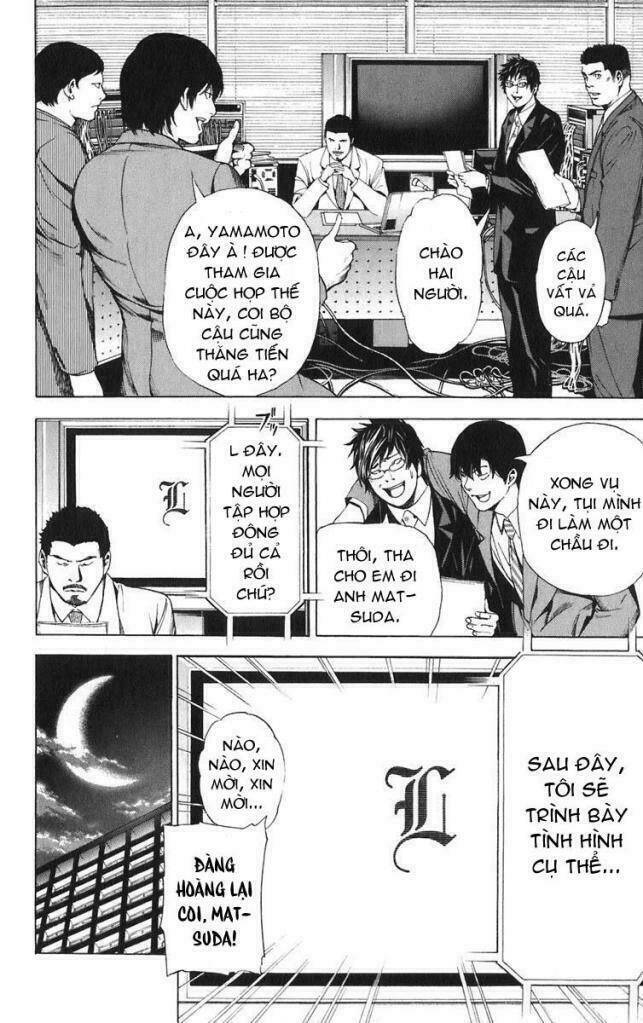 CÁC
CẬU
VẤT VẢ
QUÁ.
CHÀO
HAI
NGƯỜI.
A, YAMAMOTO
ĐÂY À! ĐƯỢC
THAM GIA
CUỘC HỌP THẾ
NÀY, COI BỘ
CẬU CŨNG
THĂNG TIẾN
QUÁ HA?
XONG VỤ
NÀY, TỤI MÌNH
ĐI LÀM MỘT
CHẦU ĐI.
THÔI, THA
CHO EM ĐI
ANH MAT-
SUDA.
L ĐÂY.
MỌI
NGƯỜI
TẬP HỢP
ĐÔNG
ĐỦ CẢ
RỒI
CHỨ?
L
SAU ĐÂY,
TÔI SẼ
TRÌNH BÀY
TÌNH HÌNH
CỤ THỂ...
L
NÀO,
NÀO, XIN
MỜI, XIN
MỜI...
ĐÀNG
HOÀNG LẠI
COI, MAT-
SUDA!